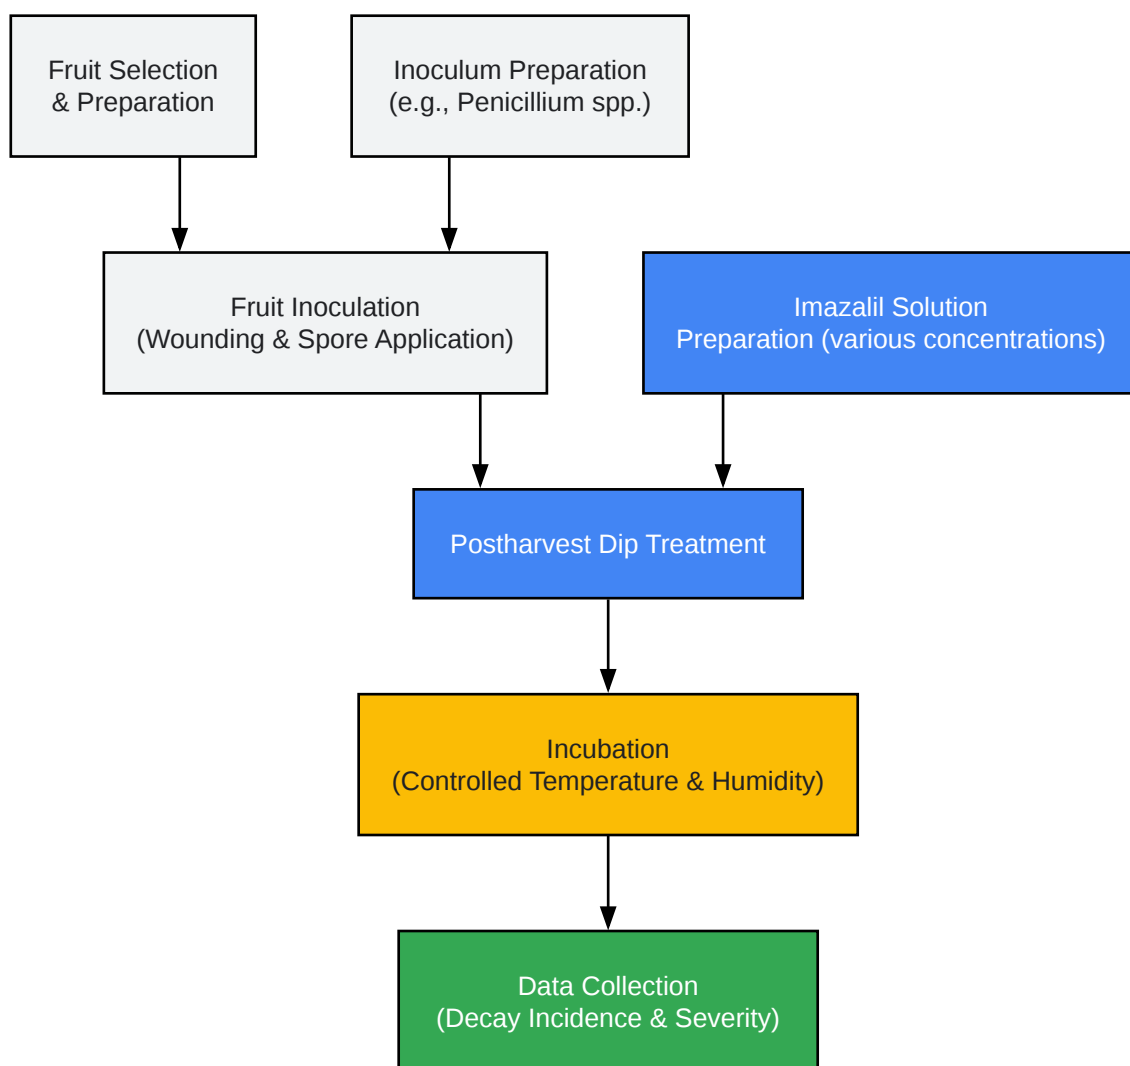 Fruit Selection
& Preparation
Inoculum Preparation
(e.g., Penicillium spp.)
Fruit Inoculation
(Wounding & Spore Application)
Imazalil Solution
Preparation (various concentrations)
Postharvest Dip Treatment
Incubation
(Controlled Temperature & Humidity)
Data Collection
(Decay Incidence & Severity)